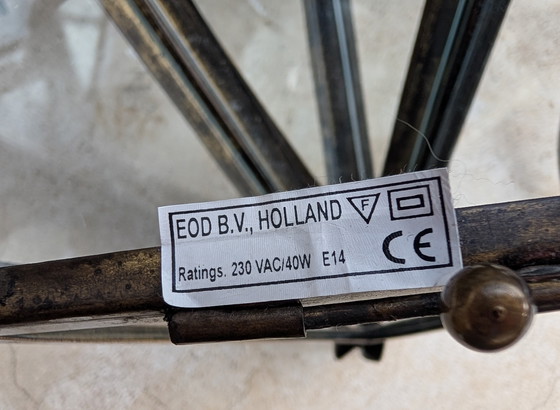 EOD B.V., HOLLAND F
Ratings. 230 VAC/40W E14 CE